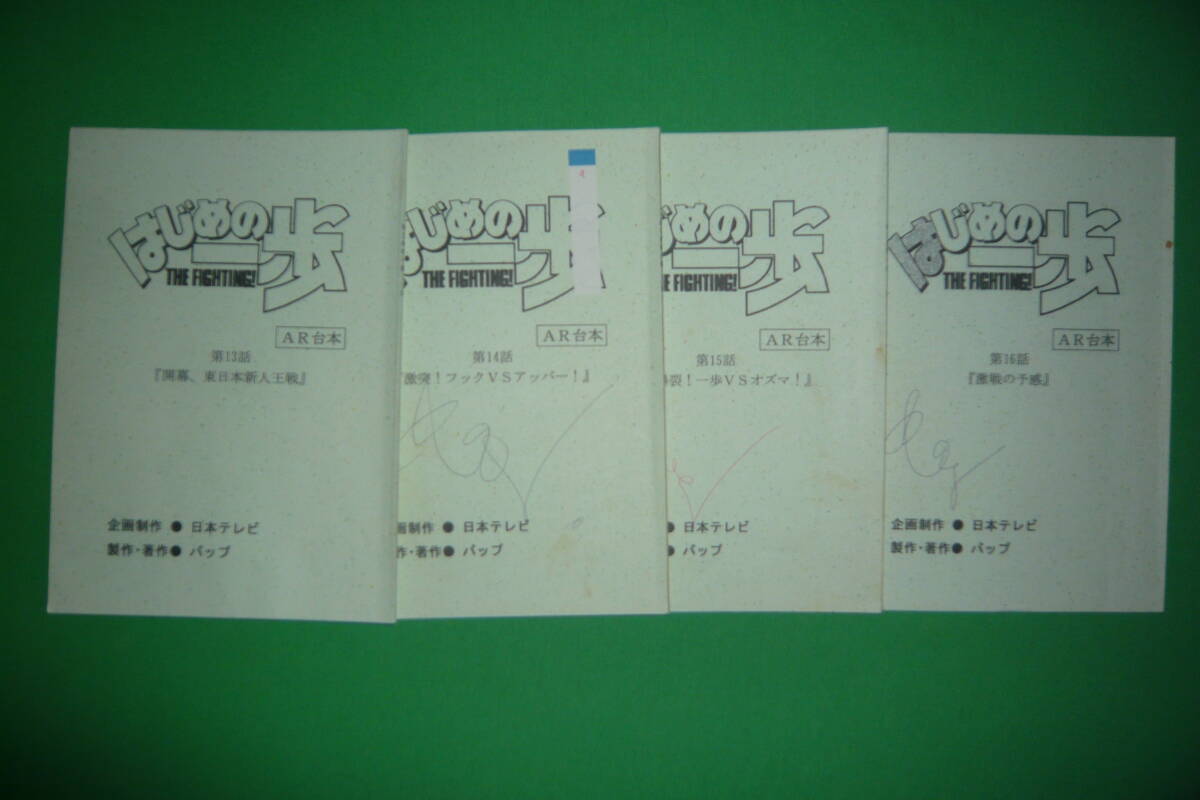 はじめの一歩
THE FIGHTING!
AR台本
第13話
『開幕、東日本新人王戦』
企画制作 ● 日本テレビ
製作・著作● バップ
はじめの一歩
THE FIGHTING!
AR台本
第14話
激突！フックVSアッパー！』
画制作 ● 日本テレビ
作・著作● バップ
じめの一歩
THE FIGHTING!
AR台本
第15話
裂！一歩VSオズマ！』
● 日本テレビ
● バップ
はじめの一歩
THE FIGHTING!
AR台本
第16話
『激戦の予感』
企画制作 ● 日本テレビ
製作・著作● バップ